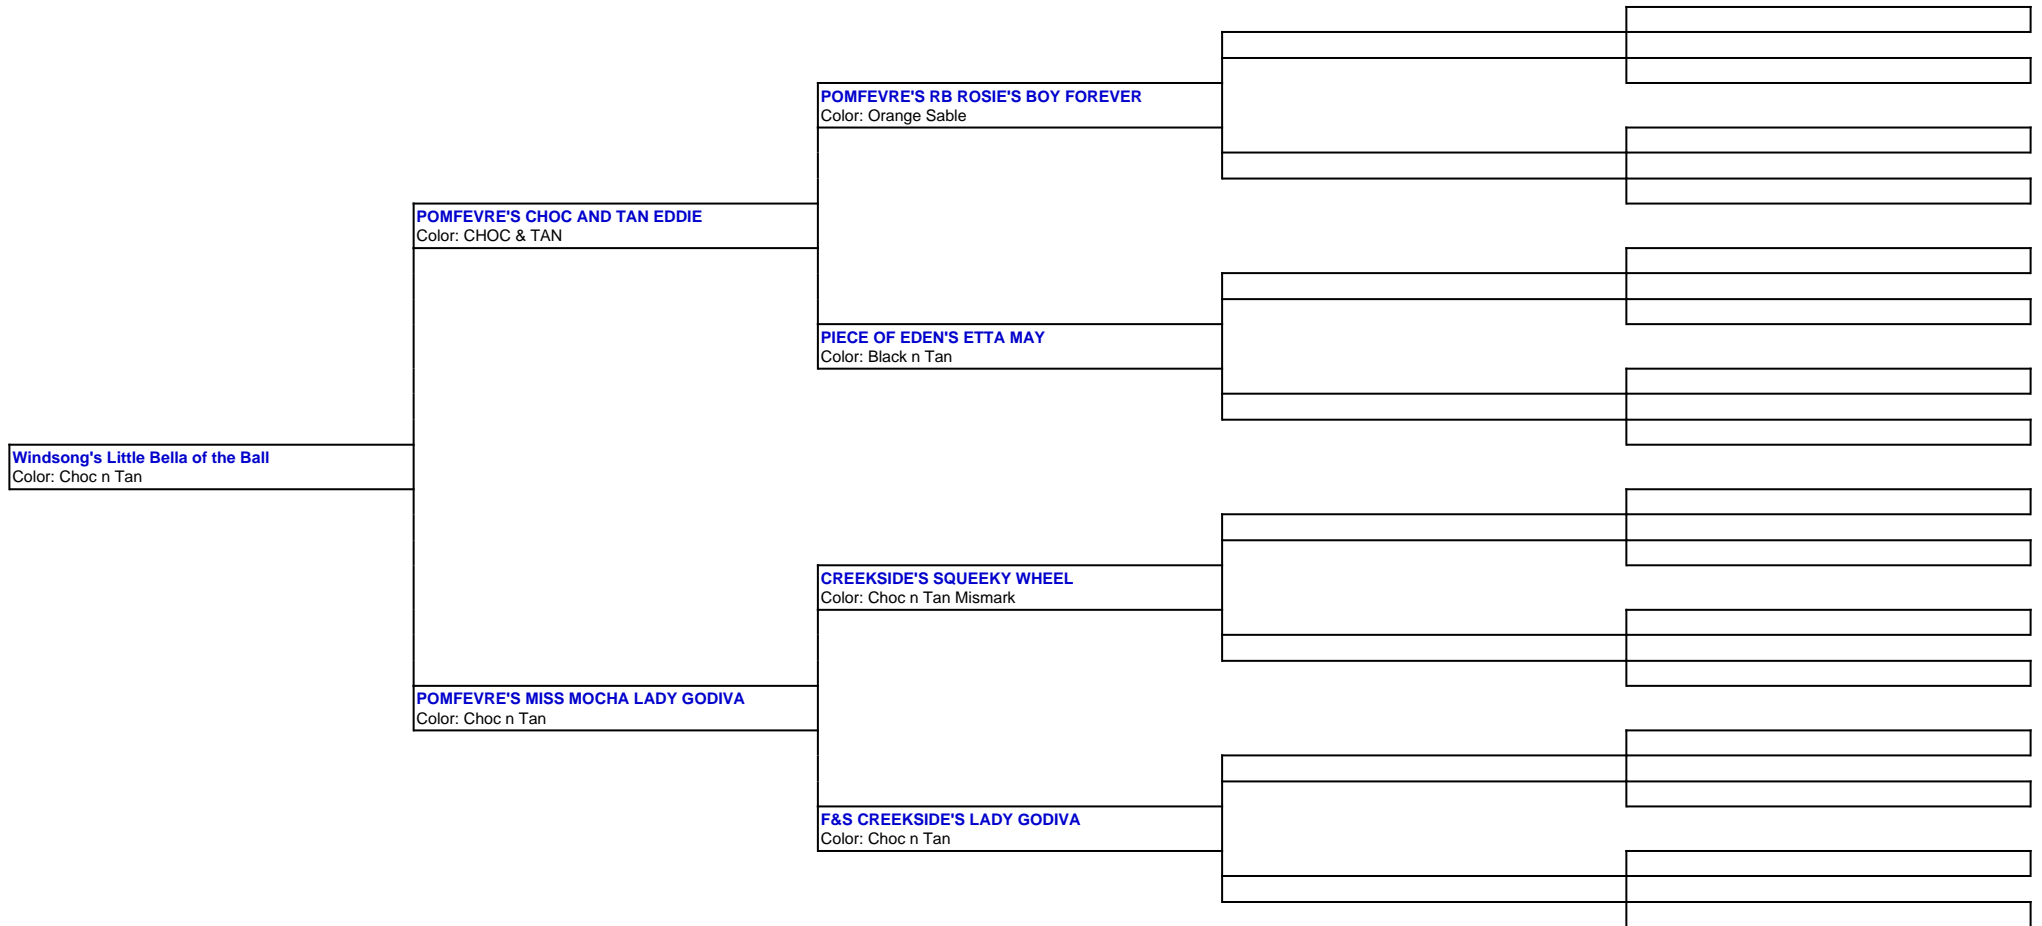 POMFEVRE'S RB ROSIE'S BOY FOREVER
Color: Orange Sable
POMFEVRE'S CHOC AND TAN EDDIE
Color: CHOC & TAN
PIECE OF EDEN'S ETTA MAY
Color: Black n Tan
Windsong's Little Bella of the Ball
Color: Choc n Tan
CREEKSIDE'S SQUEEKY WHEEL
Color: Choc n Tan Mismark
POMFEVRE'S MISS MOCHA LADY GODIVA
Color: Choc n Tan
F&S CREEKSIDE'S LADY GODIVA
Color: Choc n Tan